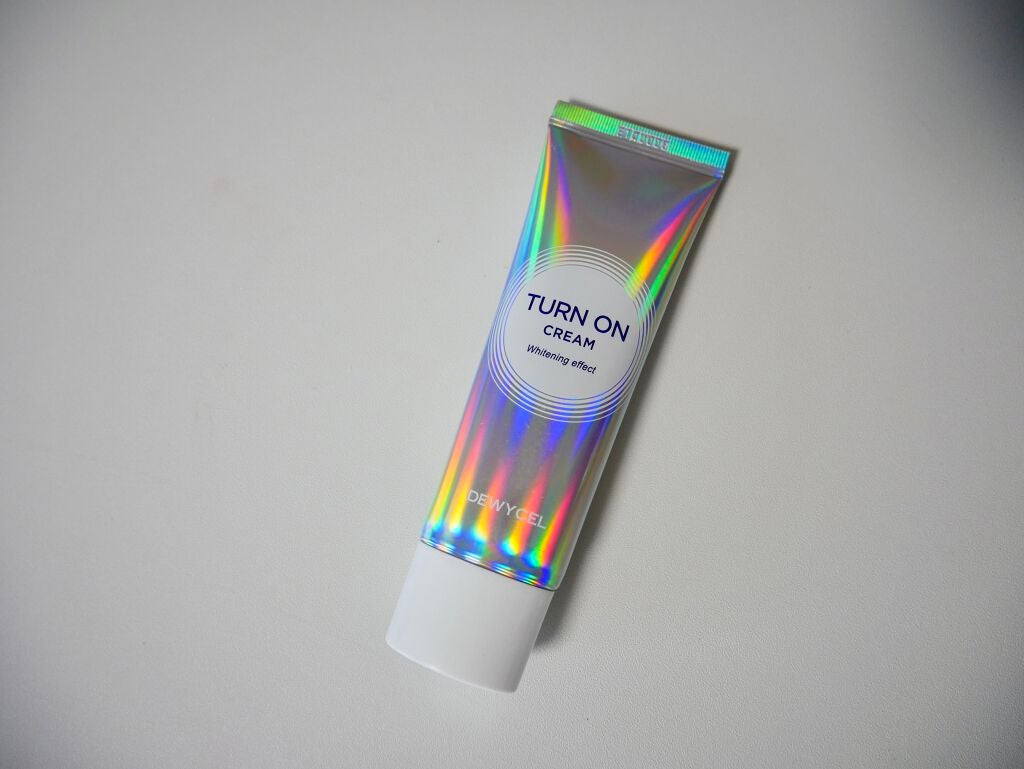 TURN ON
CREAM
Whitening effect
DEWYCEL